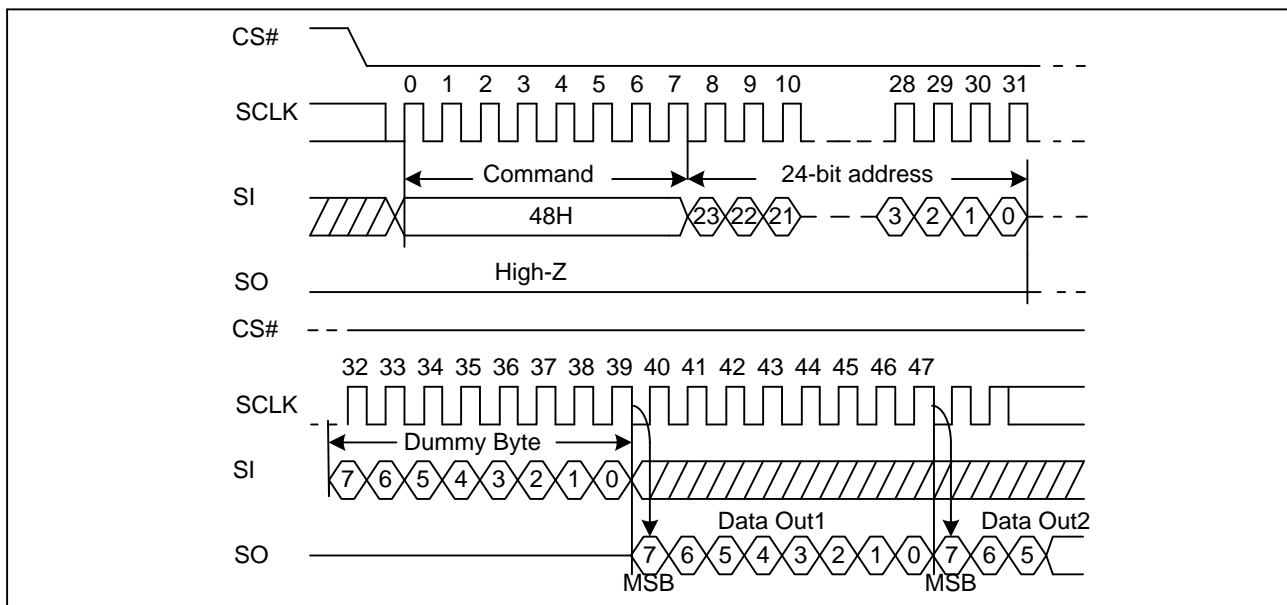 CS#
0 1 2 3 4 5 6 7 8 9 10 28 29 30 31
SCLK
Command 24-bit address
SI
48H 23 22 21 3 2 1 0
High-Z
SO
CS#
32 33 34 35 36 37 38 39 40 41 42 43 44 45 46 47
SCLK
Dummy Byte
SI
7 6 5 4 3 2 1 0
Data Out1 Data Out2
SO
7 6 5 4 3 2 1 0 7 6 5
MSB MSB